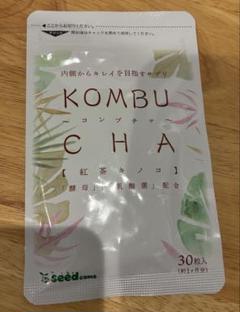 内側からキレイを目指すサプリ
KOMBU
～コンブチャ～
CHA
【紅茶キノコ】
「酵母」「乳酸菌」配合
30粒入
(約1ヶ月分)
seedcoms